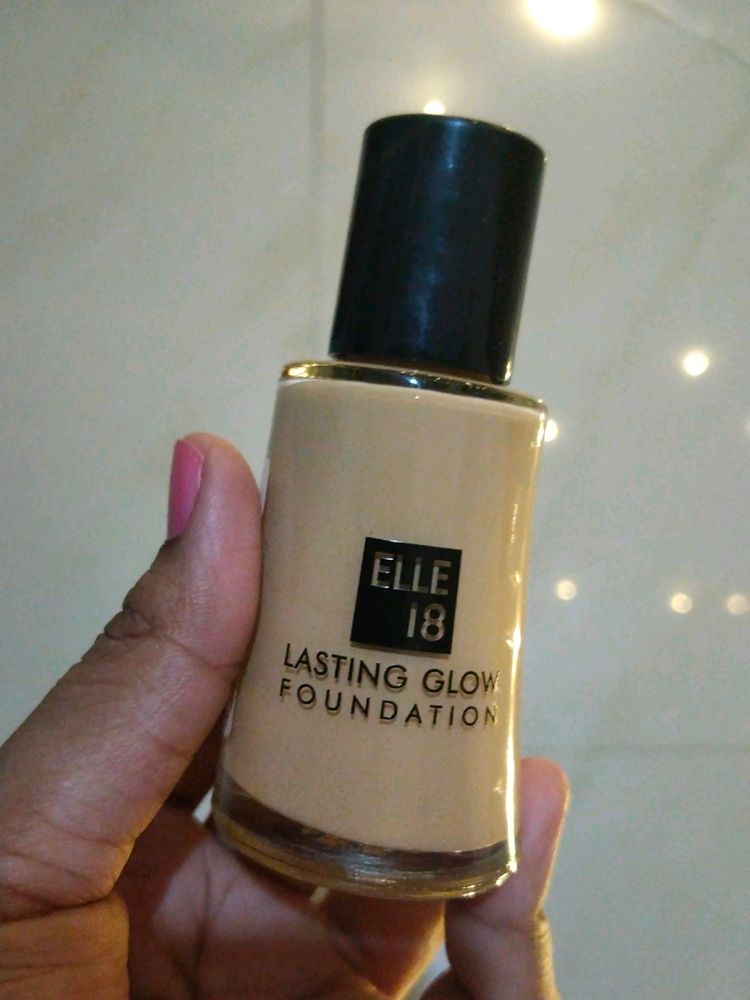 ELLE
18
LASTING GLOW
FOUNDATION